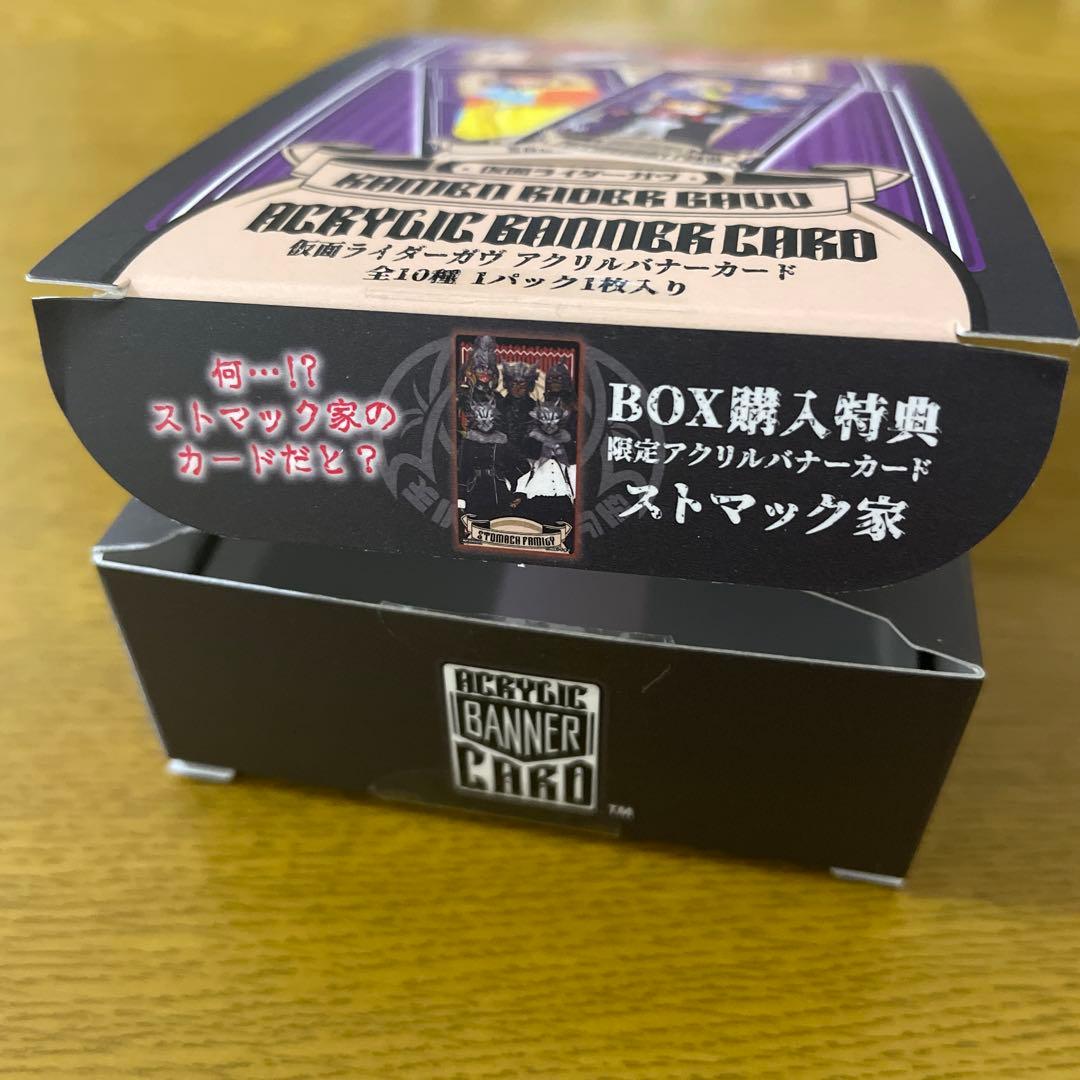 仮面ライダーガヴ
KAMEN RIDER GAVV
ACRYLIC BANNER CARD
仮面ライダーガヴ アクリルバナーカード
全10種 1パック1枚入り
何…!?
ストマック家の
カードだと?
STOMACH FAMILY
BOX購入特典
限定アクリルバナーカード
ストマック家
ACRYLIC
BANNER
CARD
TM